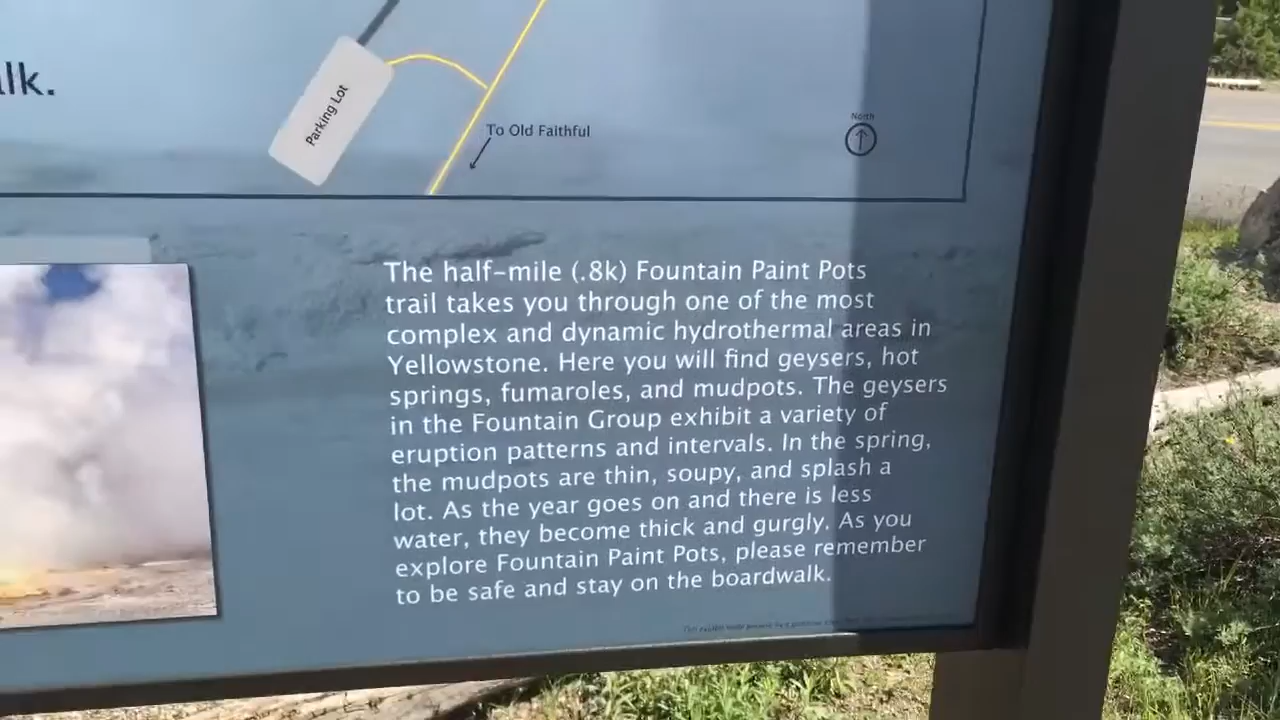 alk.
Parking Lot
To Old Faithful
North
The half-mile (.8k) Fountain Paint Pots
trail takes you through one of the most
complex and dynamic hydrothermal areas in
Yellowstone. Here you will find geysers, hot
springs, fumaroles, and mudpots. The geysers
in the Fountain Group exhibit a variety of
eruption patterns and intervals. In the spring,
the mudpots are thin, soupy, and splash a
lot. As the year goes on and there is less
water, they become thick and gurgly. As you
explore Fountain Paint Pots, please remember
to be safe and stay on the boardwalk.